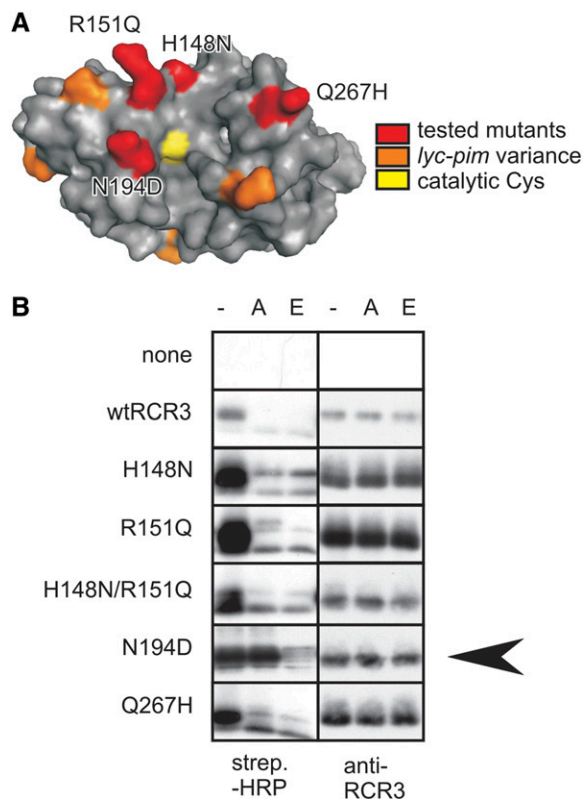 A
R151Q
H148N
Q267H
N194D
tested mutants
lyc-pim variance
catalytic Cys
B
- A E - A E
none
wtRCR3
H148N
R151Q
H148N/R151Q
N194D
Q267H
strep. anti-
-HRP RCR3